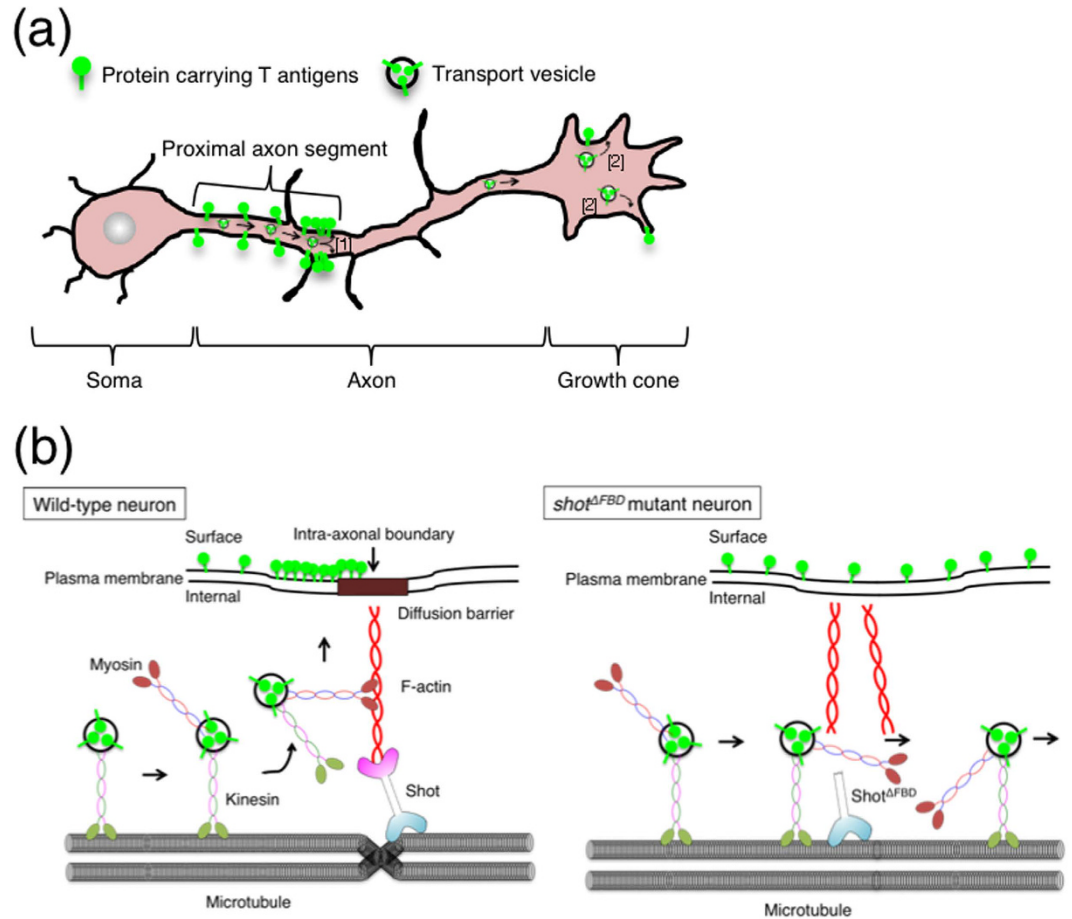 (a)
Protein carrying T antigens
Transport vesicle
Proximal axon segment
[1]
[2]
[2]
Soma
Axon
Growth cone
(b)
Wild-type neuron
Surface
Intra-axonal boundary
Plasma membrane
Internal
Diffusion barrier
Myosin
F-actin
Kinesin
Shot
Microtubule
shotΔFBD mutant neuron
Surface
Plasma membrane
Internal
ShotΔFBD
Microtubule